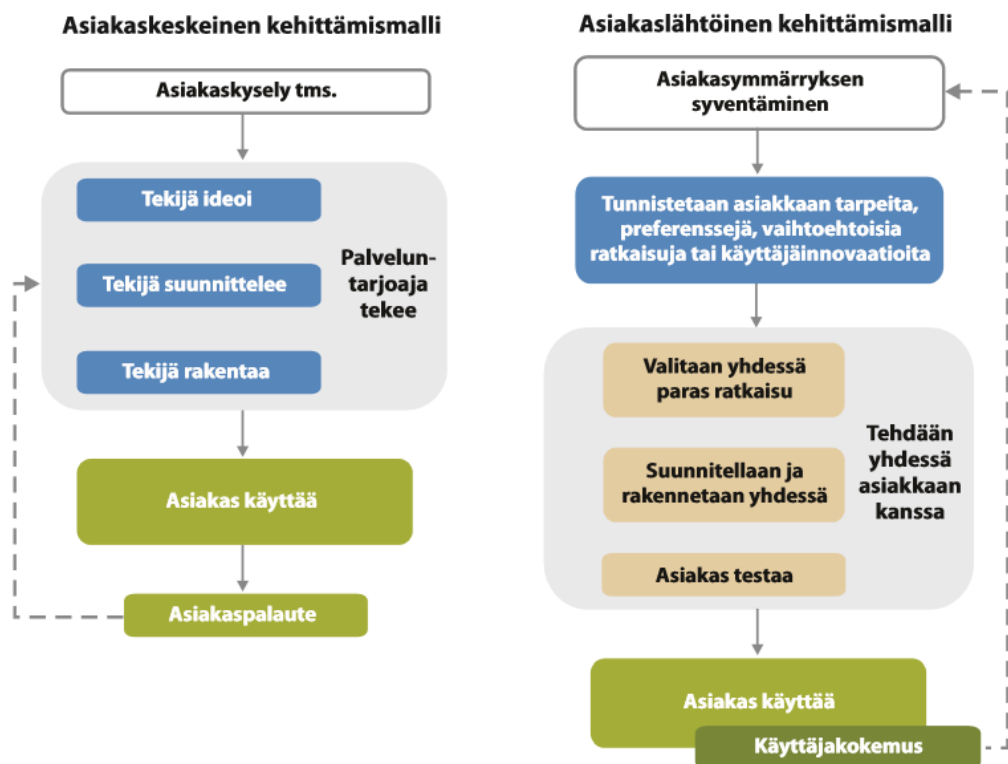 Asiakaskeskeinen kehittämismalli
Asiakaskysely tms.
Tekijä ideoi
Tekijä suunnittelee
Tekijä rakentaa
Palvelun-
tarjoaja
tekee
Asiakas käyttää
Asiakaspalaute
Asiakaslähtöinen kehittämismalli
Asiakasymmärryksen
syventäminen
Tunnistetaan asiakkaan tarpeita,
preferenssejä, vaihtoehtoisia
ratkaisuja tai käyttäjäinnovaatioita
Valitaan yhdessä
paras ratkaisu
Suunnitellaan ja
rakennetaan yhdessä
Asiakas testaa
Tehdään
yhdessä
asiakkaan
kanssa
Asiakas käyttää
Käyttjakokemus